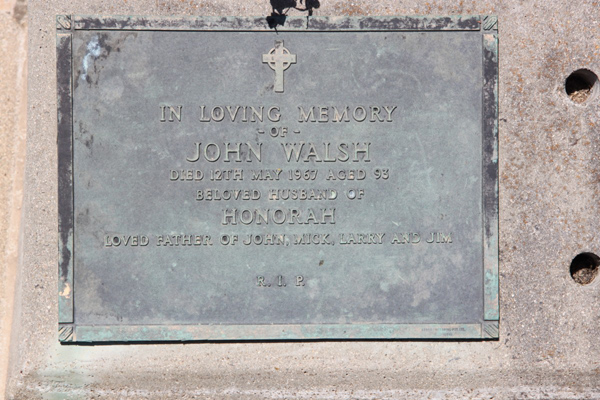 IN LOVING MEMORY
- OF -
JOHN WALSH
DIED 12TH MAY 1967 AGED 93
BELOVED HUSBAND OF
HONORAH
LOVED FATHER OF JOHN, MICK, LARRY AND JIM
R. I. P.